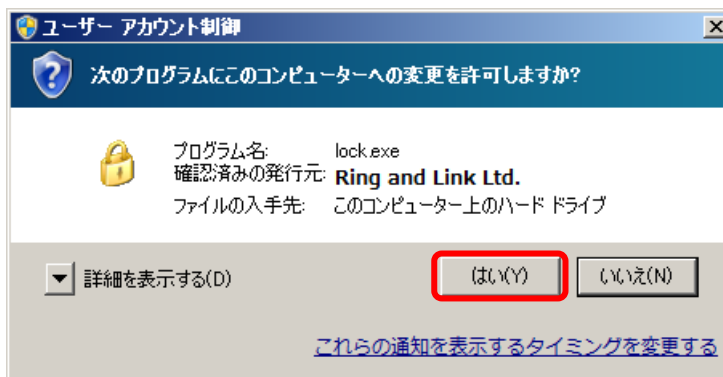 ユーザー アカウント制御
次のプログラムにこのコンピューターへの変更を許可しますか?
プログラム名: lock.exe
確認済みの発行元: Ring and Link Ltd.
ファイルの入手先: このコンピューター上のハード ドライブ
詳細を表示する(D) はい(Y) いいえ(N)
これらの通知を表示するタイミングを変更する